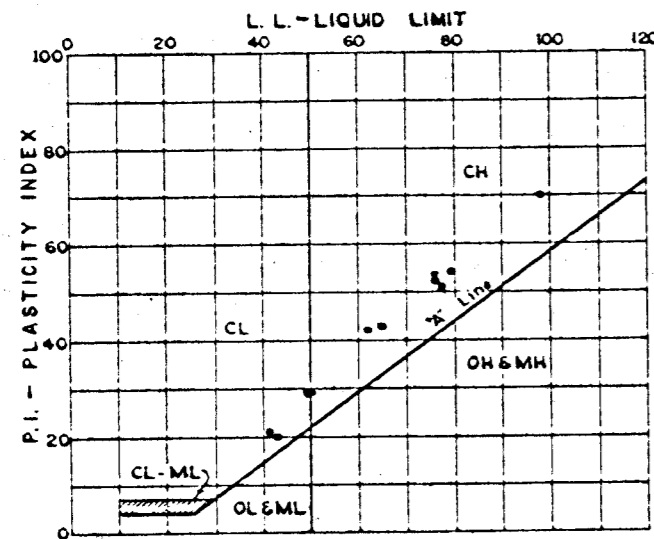 L. L. - LIQUID LIMIT
0 20 40 60 80 100 120
100
80
60
40
20
0
P.I. - PLASTICITY INDEX
CH
CL
"A" Line
OH & MH
CL-ML
OL & ML